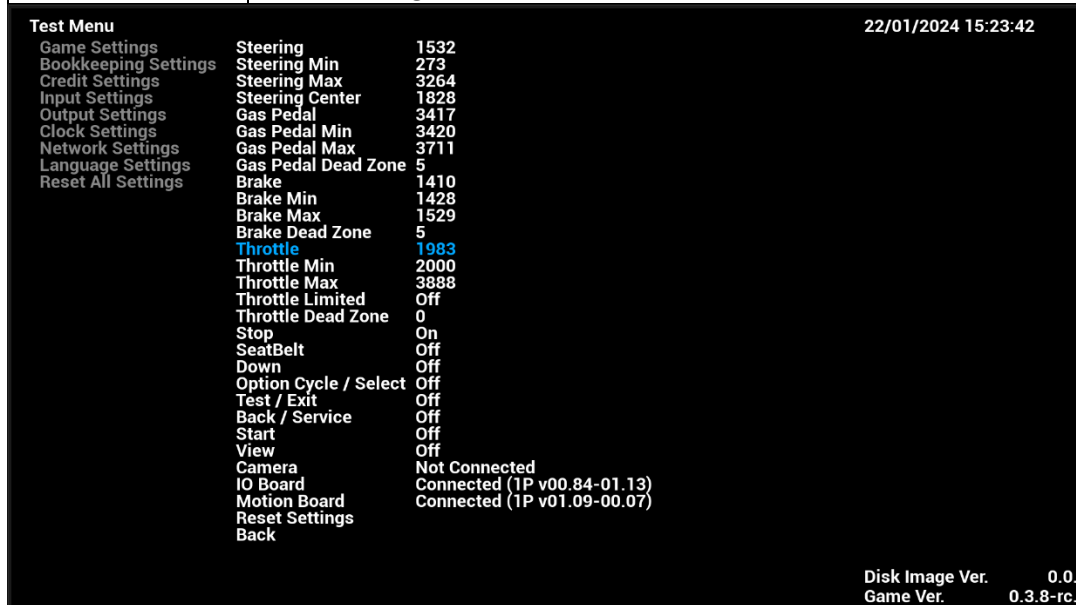 Test Menu 22/01/2024 15:23:42
Game Settings
Bookkeeping Settings
Credit Settings
Input Settings
Output Settings
Clock Settings
Network Settings
Language Settings
Reset All Settings
Steering 1532
Steering Min 273
Steering Max 3264
Steering Center 1828
Gas Pedal 3417
Gas Pedal Min 3420
Gas Pedal Max 3711
Gas Pedal Dead Zone 5
Brake 1410
Brake Min 1428
Brake Max 1529
Brake Dead Zone 5
Throttle 1983
Throttle Min 2000
Throttle Max 3888
Throttle Limited Off
Throttle Dead Zone 0
Stop On
SeatBelt Off
Down Off
Option Cycle / Select Off
Test / Exit Off
Back / Service Off
Start Off
View Off
Camera Not Connected
IO Board Connected (1P v00.84-01.13)
Motion Board Connected (1P v01.09-00.07)
Reset Settings
Back
Disk Image Ver. 0.0.
Game Ver. 0.3.8-rc.